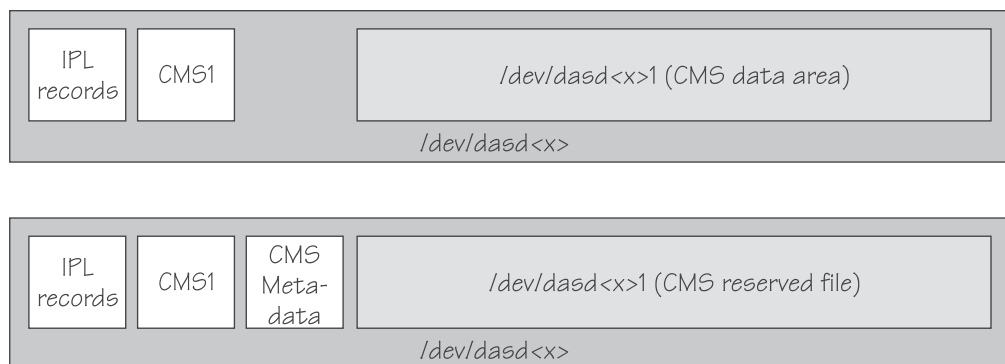 IPL
records
CMS1
/dev/dasd<x>1 (CMS data area)
/dev/dasd<x>
IPL
records
CMS1
CMS
Meta-
data
/dev/dasd<x>1 (CMS reserved file)
/dev/dasd<x>